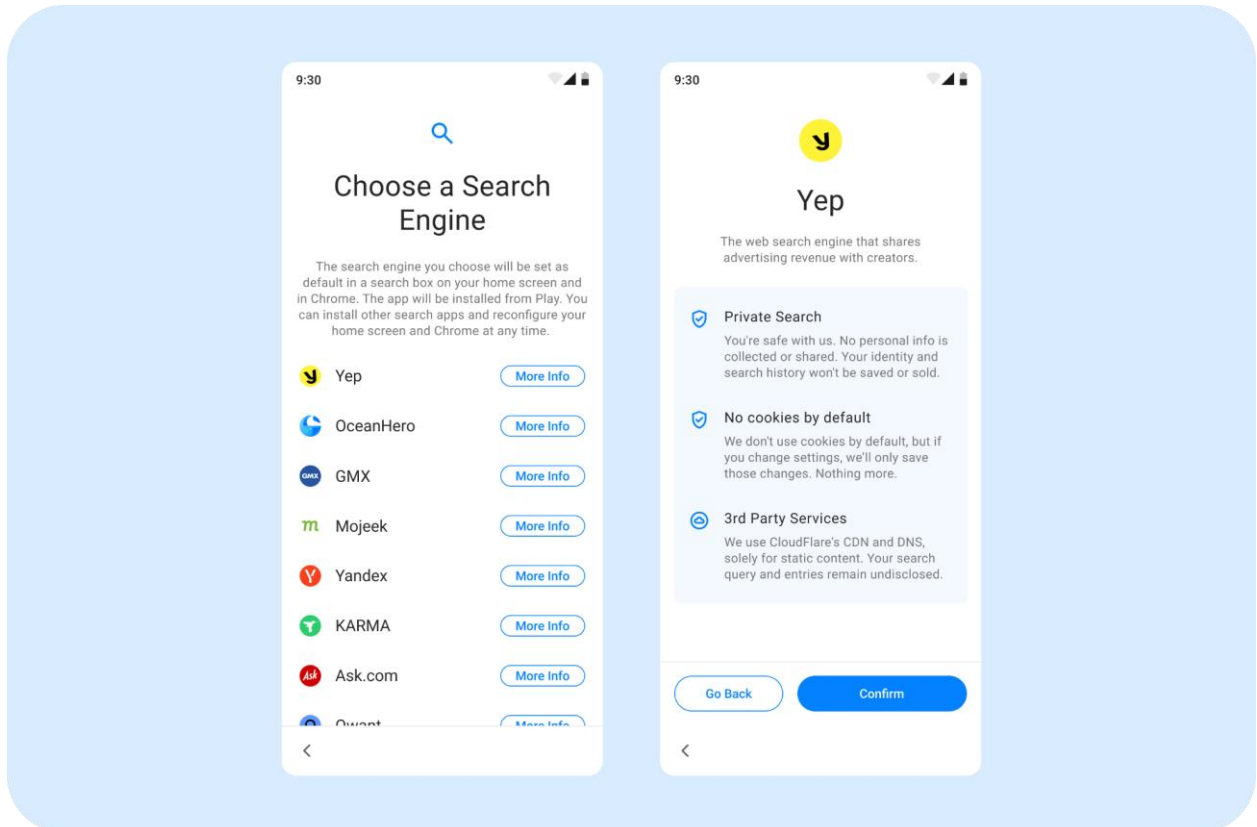 9:30
Choose a Search
Engine
The search engine you choose will be set as
default in a search box on your home screen and
in Chrome. The app will be installed from Play. You
can install other search apps and reconfigure your
home screen and Chrome at any time.
Yep More Info
OceanHero More Info
GMX GMX More Info
m Mojeek More Info
Y Yandex More Info
KARMA More Info
Ask Ask.com More Info
Qwant More Info
9:30
Yep
The web search engine that shares
advertising revenue with creators.
Private Search
You're safe with us. No personal info is
collected or shared. Your identity and
search history won't be saved or sold.
No cookies by default
We don't use cookies by default, but if
you change settings, we'll only save
those changes. Nothing more.
3rd Party Services
We use CloudFlare's CDN and DNS,
solely for static content. Your search
query and entries remain undisclosed.
Go Back Confirm